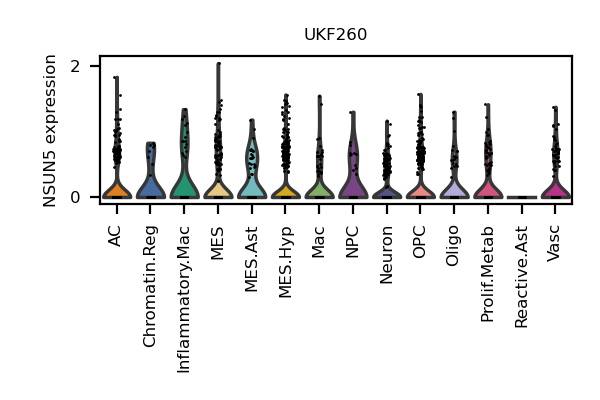 UKF260
NSUN5 expression
2
0
AC
Chromatin.Reg
Inflammatory.Mac
MES
MES.Ast
MES.Hyp
Mac
NPC
Neuron
OPC
Oligo
Prolif.Metab
Reactive.Ast
Vasc